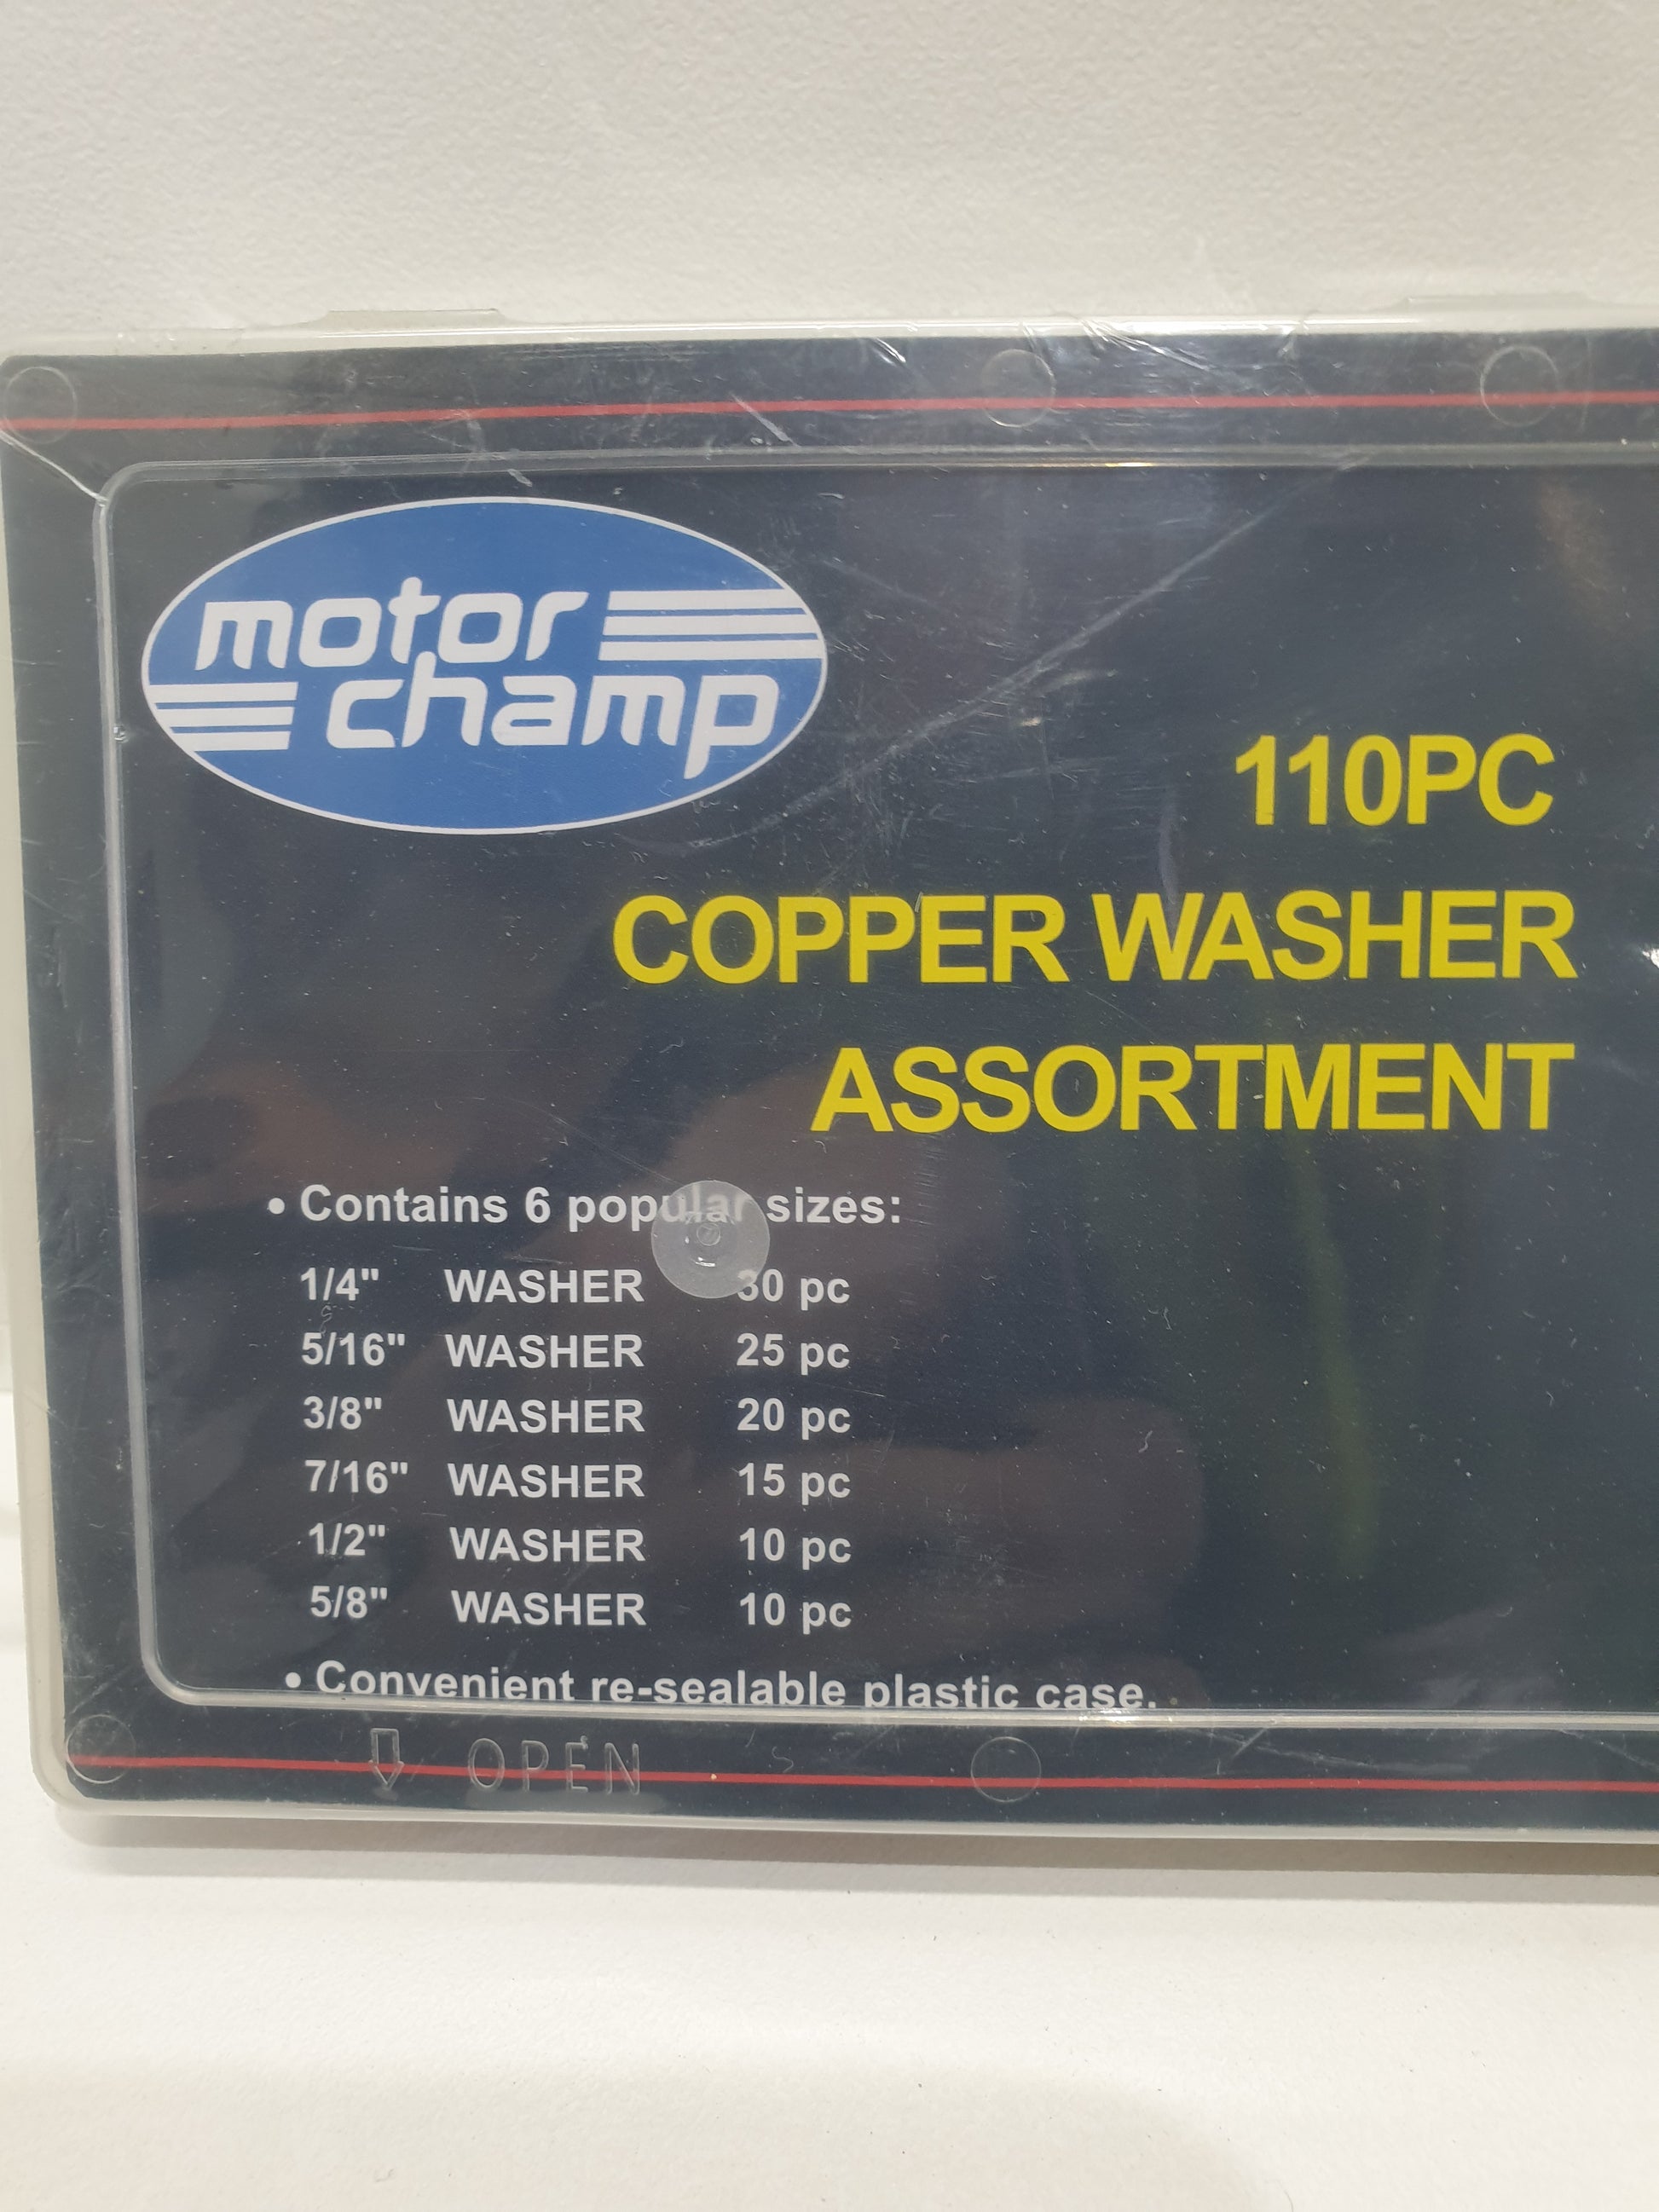 motor
champ
110PC
COPPER WASHER
ASSORTMENT
• Contains 6 popular sizes:
1/4" WASHER 30 pc
5/16" WASHER 25 pc
3/8" WASHER 20 pc
7/16" WASHER 15 pc
1/2" WASHER 10 pc
5/8" WASHER 10 pc
• Convenient re-sealable plastic case.
OPEN